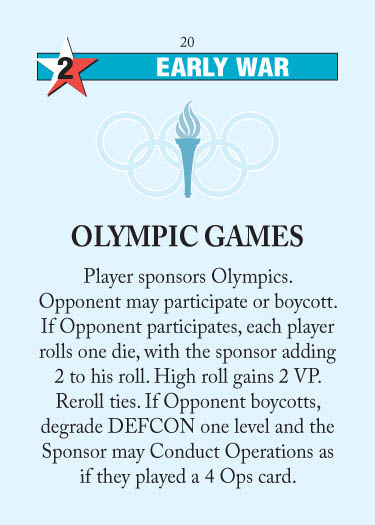 20
2
EARLY WAR
OLYMPIC GAMES
Player sponsors Olympics.
Opponent may participate or boycott.
If Opponent participates, each player
rolls one die, with the sponsor adding
2 to his roll. High roll gains 2 VP.
Reroll ties. If Opponent boycotts,
degrade DEFCON one level and the
Sponsor may Conduct Operations as
if they played a 4 Ops card.